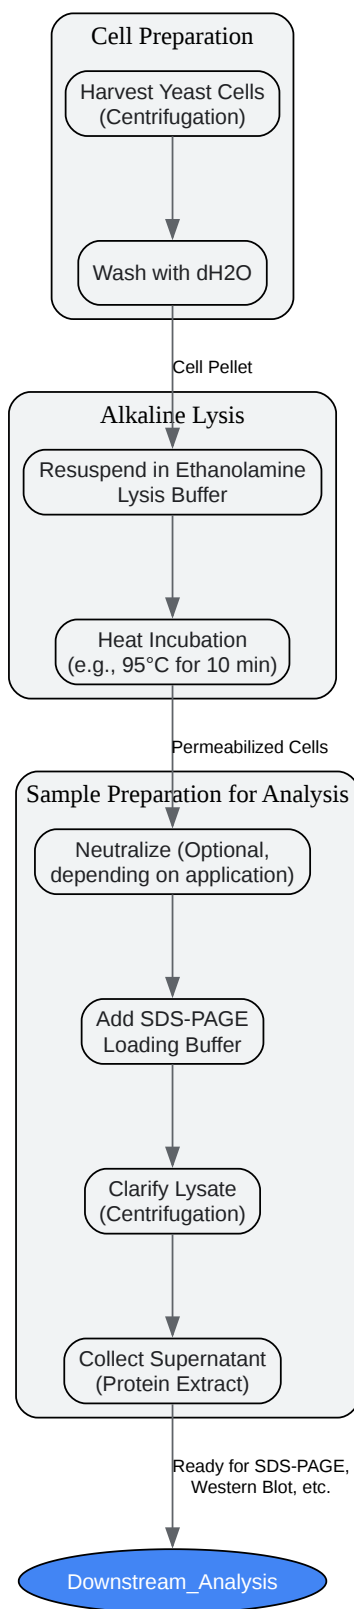 Cell Preparation
Harvest Yeast Cells
(Centrifugation)
Wash with dH2O
Cell Pellet
Alkaline Lysis
Resuspend in Ethanolamine
Lysis Buffer
Heat Incubation
(e.g., 95°C for 10 min)
Permeabilized Cells
Sample Preparation for Analysis
Neutralize (Optional,
depending on application)
Add SDS-PAGE
Loading Buffer
Clarify Lysate
(Centrifugation)
Collect Supernatant
(Protein Extract)
Ready for SDS-PAGE,
Western Blot, etc.
Downstream_Analysis